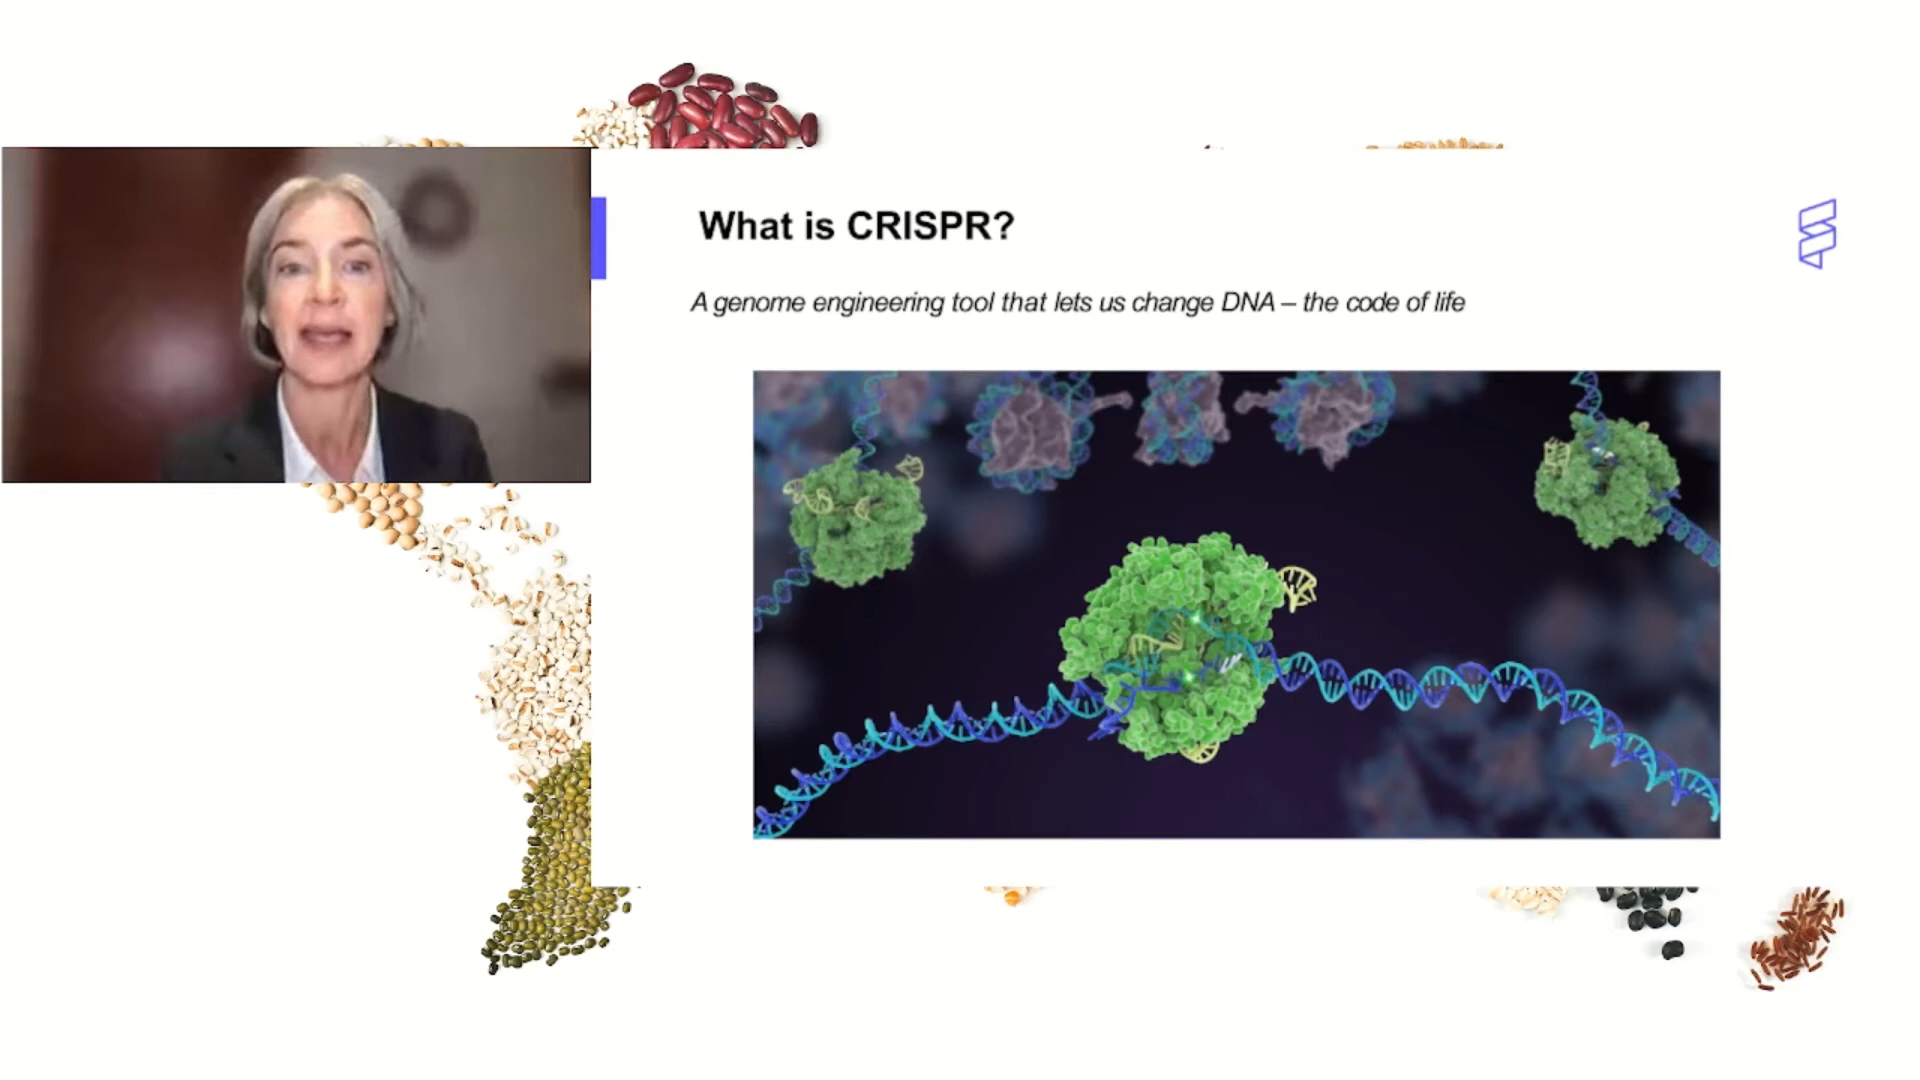 What is CRISPR?
A genome engineering tool that lets us change DNA – the code of life